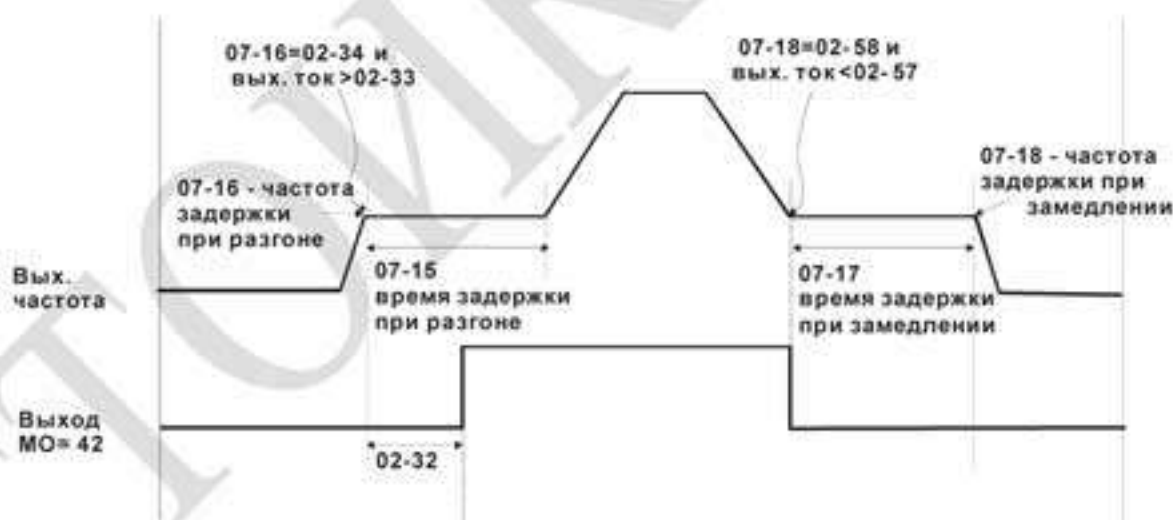 07-16=02-34 и
вых. ток>02-33
07-18=02-58 и
вых. ток<02-57
07-16 - частота
задержки
при разгоне
07-18 - частота
задержки при
замедлении
Вых.
частота
07-15
время задержки
при разгоне
07-17
время задержки
при замедлении
Выход
МО= 42
02-32